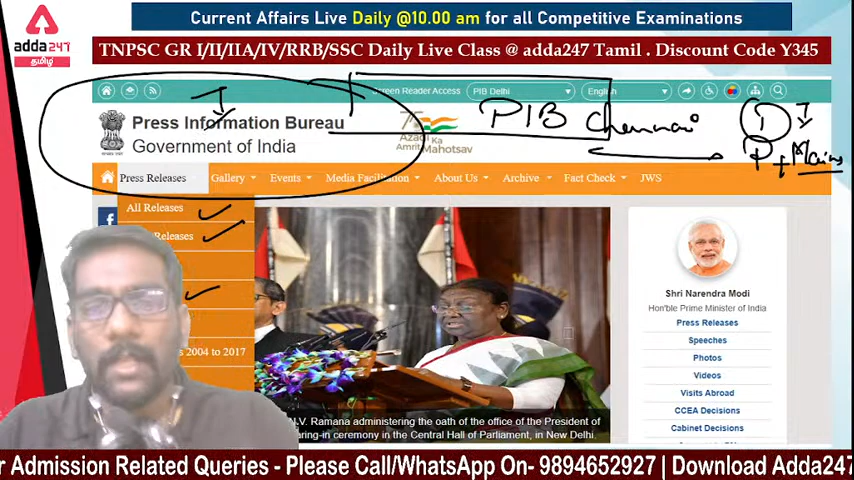 Current Affairs Live Daily @10.00 am for all Competitive Examinations
adda247
தமிழ்
TNPSC GR I/II/IIA/IV/RRB/SSC Daily Live Class @ adda247 Tamil . Discount Code Y345
Screen Reader Access
PIB Delhi
English
Press Information Bureau
Government of India
Azadi Ka
Amrit Mahotsav
PIB Chennai
P + Mains
Press Releases
Gallery
Events
Media Facilitation
About Us
Archive
Fact Check
JWS
All Releases
Releases
2004 to 2017
Shri Narendra Modi
Hon'ble Prime Minister of India
Press Releases
Speeches
Photos
Videos
Visits Abroad
CCEA Decisions
Cabinet Decisions
N.V. Ramana administering the oath of the office of the President of
aring-in ceremony in the Central Hall of Parliament, in New Delhi.
r Admission Related Queries - Please Call/WhatsApp On- 9894652927 | Download Adda247